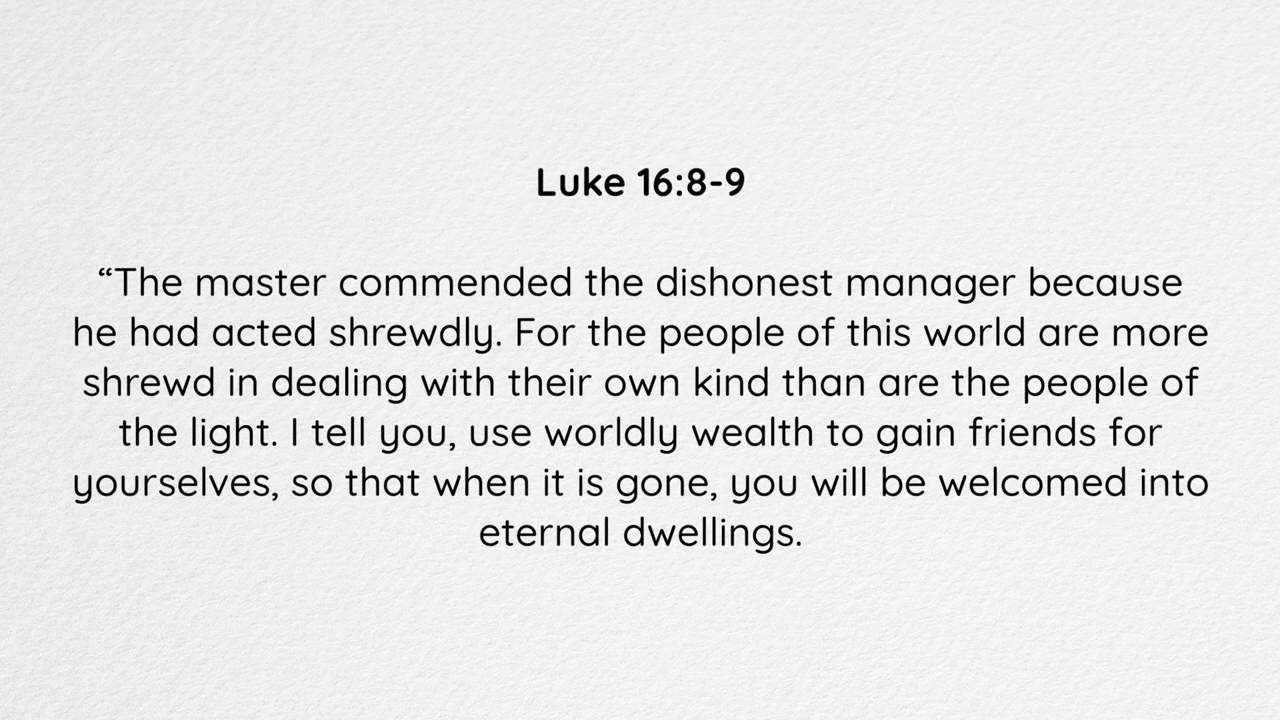 Luke 16:8-9
“The master commended the dishonest manager because
he had acted shrewdly. For the people of this world are more
shrewd in dealing with their own kind than are the people of
the light. I tell you, use worldly wealth to gain friends for
yourselves, so that when it is gone, you will be welcomed into
eternal dwellings.